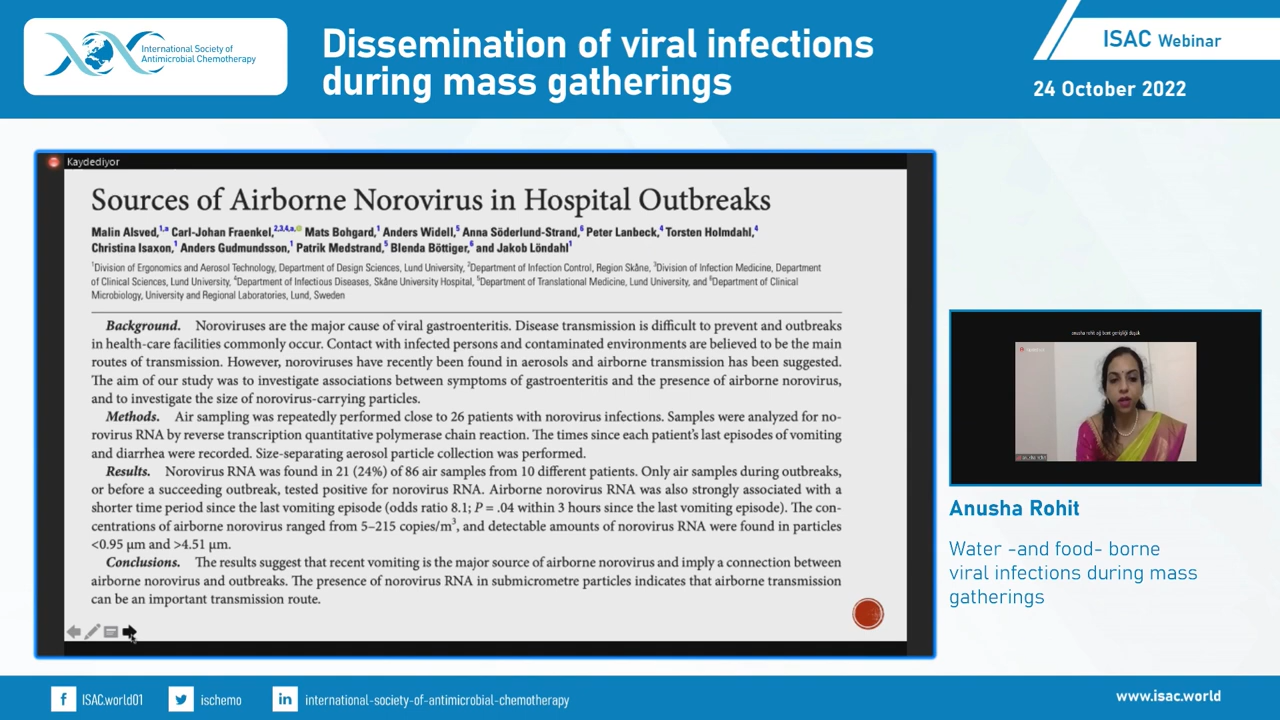 International Society of
Antimicrobial Chemotherapy
Dissemination of viral infections
during mass gatherings
ISAC Webinar
24 October 2022
Kaydediyor
Sources of Airborne Norovirus in Hospital Outbreaks
Malin Alsved,1,a Carl-Johan Fraenkel,2,3,4,a, Mats Bohgard,1 Anders Widell,5 Anna Söderlund-Strand,6 Peter Lanbeck,4 Torsten Holmdahl,4
Christina Isaxon,1 Anders Gudmundsson,1 Patrik Medstrand,5 Blenda Böttiger,6 and Jakob Löndahl1
1Division of Ergonomics and Aerosol Technology, Department of Design Sciences, Lund University, 2Department of Infection Control, Region Skåne, 3Division of Infection Medicine, Department
of Clinical Sciences, Lund University, 4Department of Infectious Diseases, Skåne University Hospital, 5Department of Translational Medicine, Lund University, and 6Department of Clinical
Microbiology, University and Regional Laboratories, Lund, Sweden
Background. Noroviruses are the major cause of viral gastroenteritis. Disease transmission is difficult to prevent and outbreaks
in health-care facilities commonly occur. Contact with infected persons and contaminated environments are believed to be the main
routes of transmission. However, noroviruses have recently been found in aerosols and airborne transmission has been suggested.
The aim of our study was to investigate associations between symptoms of gastroenteritis and the presence of airborne norovirus,
and to investigate the size of norovirus-carrying particles.
Methods. Air sampling was repeatedly performed close to 26 patients with norovirus infections. Samples were analyzed for no-
rovirus RNA by reverse transcription quantitative polymerase chain reaction. The times since each patient's last episodes of vomiting
and diarrhea were recorded. Size-separating aerosol particle collection was performed.
Results. Norovirus RNA was found in 21 (24%) of 86 air samples from 10 different patients. Only air samples during outbreaks,
or before a succeeding outbreak, tested positive for norovirus RNA. Airborne norovirus RNA was also strongly associated with a
shorter time period since the last vomiting episode (odds ratio 8.1; P = .04 within 3 hours since the last vomiting episode). The con-
centrations of airborne norovirus ranged from 5–215 copies/m3, and detectable amounts of norovirus RNA were found in particles
<0.95 µm and >4.51 µm.
Conclusions. The results suggest that recent vomiting is the major source of airborne norovirus and imply a connection between
airborne norovirus and outbreaks. The presence of norovirus RNA in submicrometre particles indicates that airborne transmission
can be an important transmission route.
Anusha Rohit
Water -and food- borne
viral infections during mass
gatherings
ISAC.world01
ischemo
international-society-of-antimicrobial-chemotherapy
www.isac.world